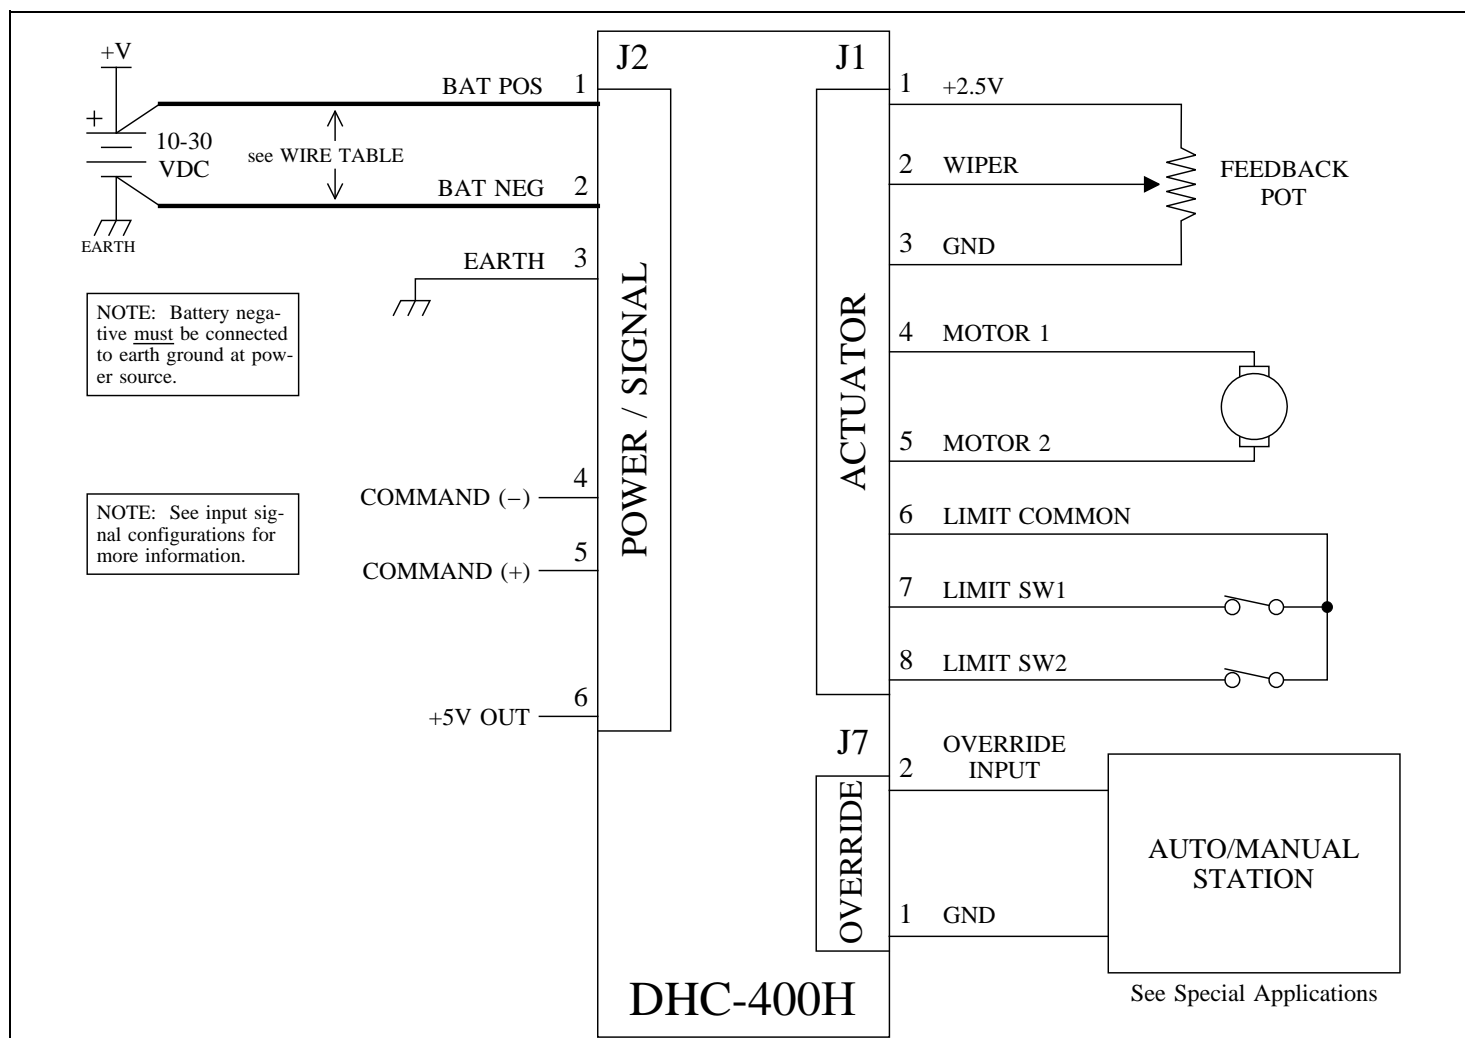 +V
+
10-30
VDC
EARTH
BAT POS
1
see WIRE TABLE
BAT NEG
2
EARTH
3
NOTE: Battery nega-
tive must be connected
to earth ground at pow-
er source.
NOTE: See input sig-
nal configurations for
more information.
COMMAND (−)
4
COMMAND (+)
5
+5V OUT
6
J2
POWER / SIGNAL
J1
ACTUATOR
1 +2.5V
2 WIPER
3 GND
FEEDBACK
POT
4 MOTOR 1
5 MOTOR 2
6 LIMIT COMMON
7 LIMIT SW1
8 LIMIT SW2
J7
OVERRIDE
2 OVERRIDE
INPUT
1 GND
AUTO/MANUAL
STATION
See Special Applications
DHC-400H